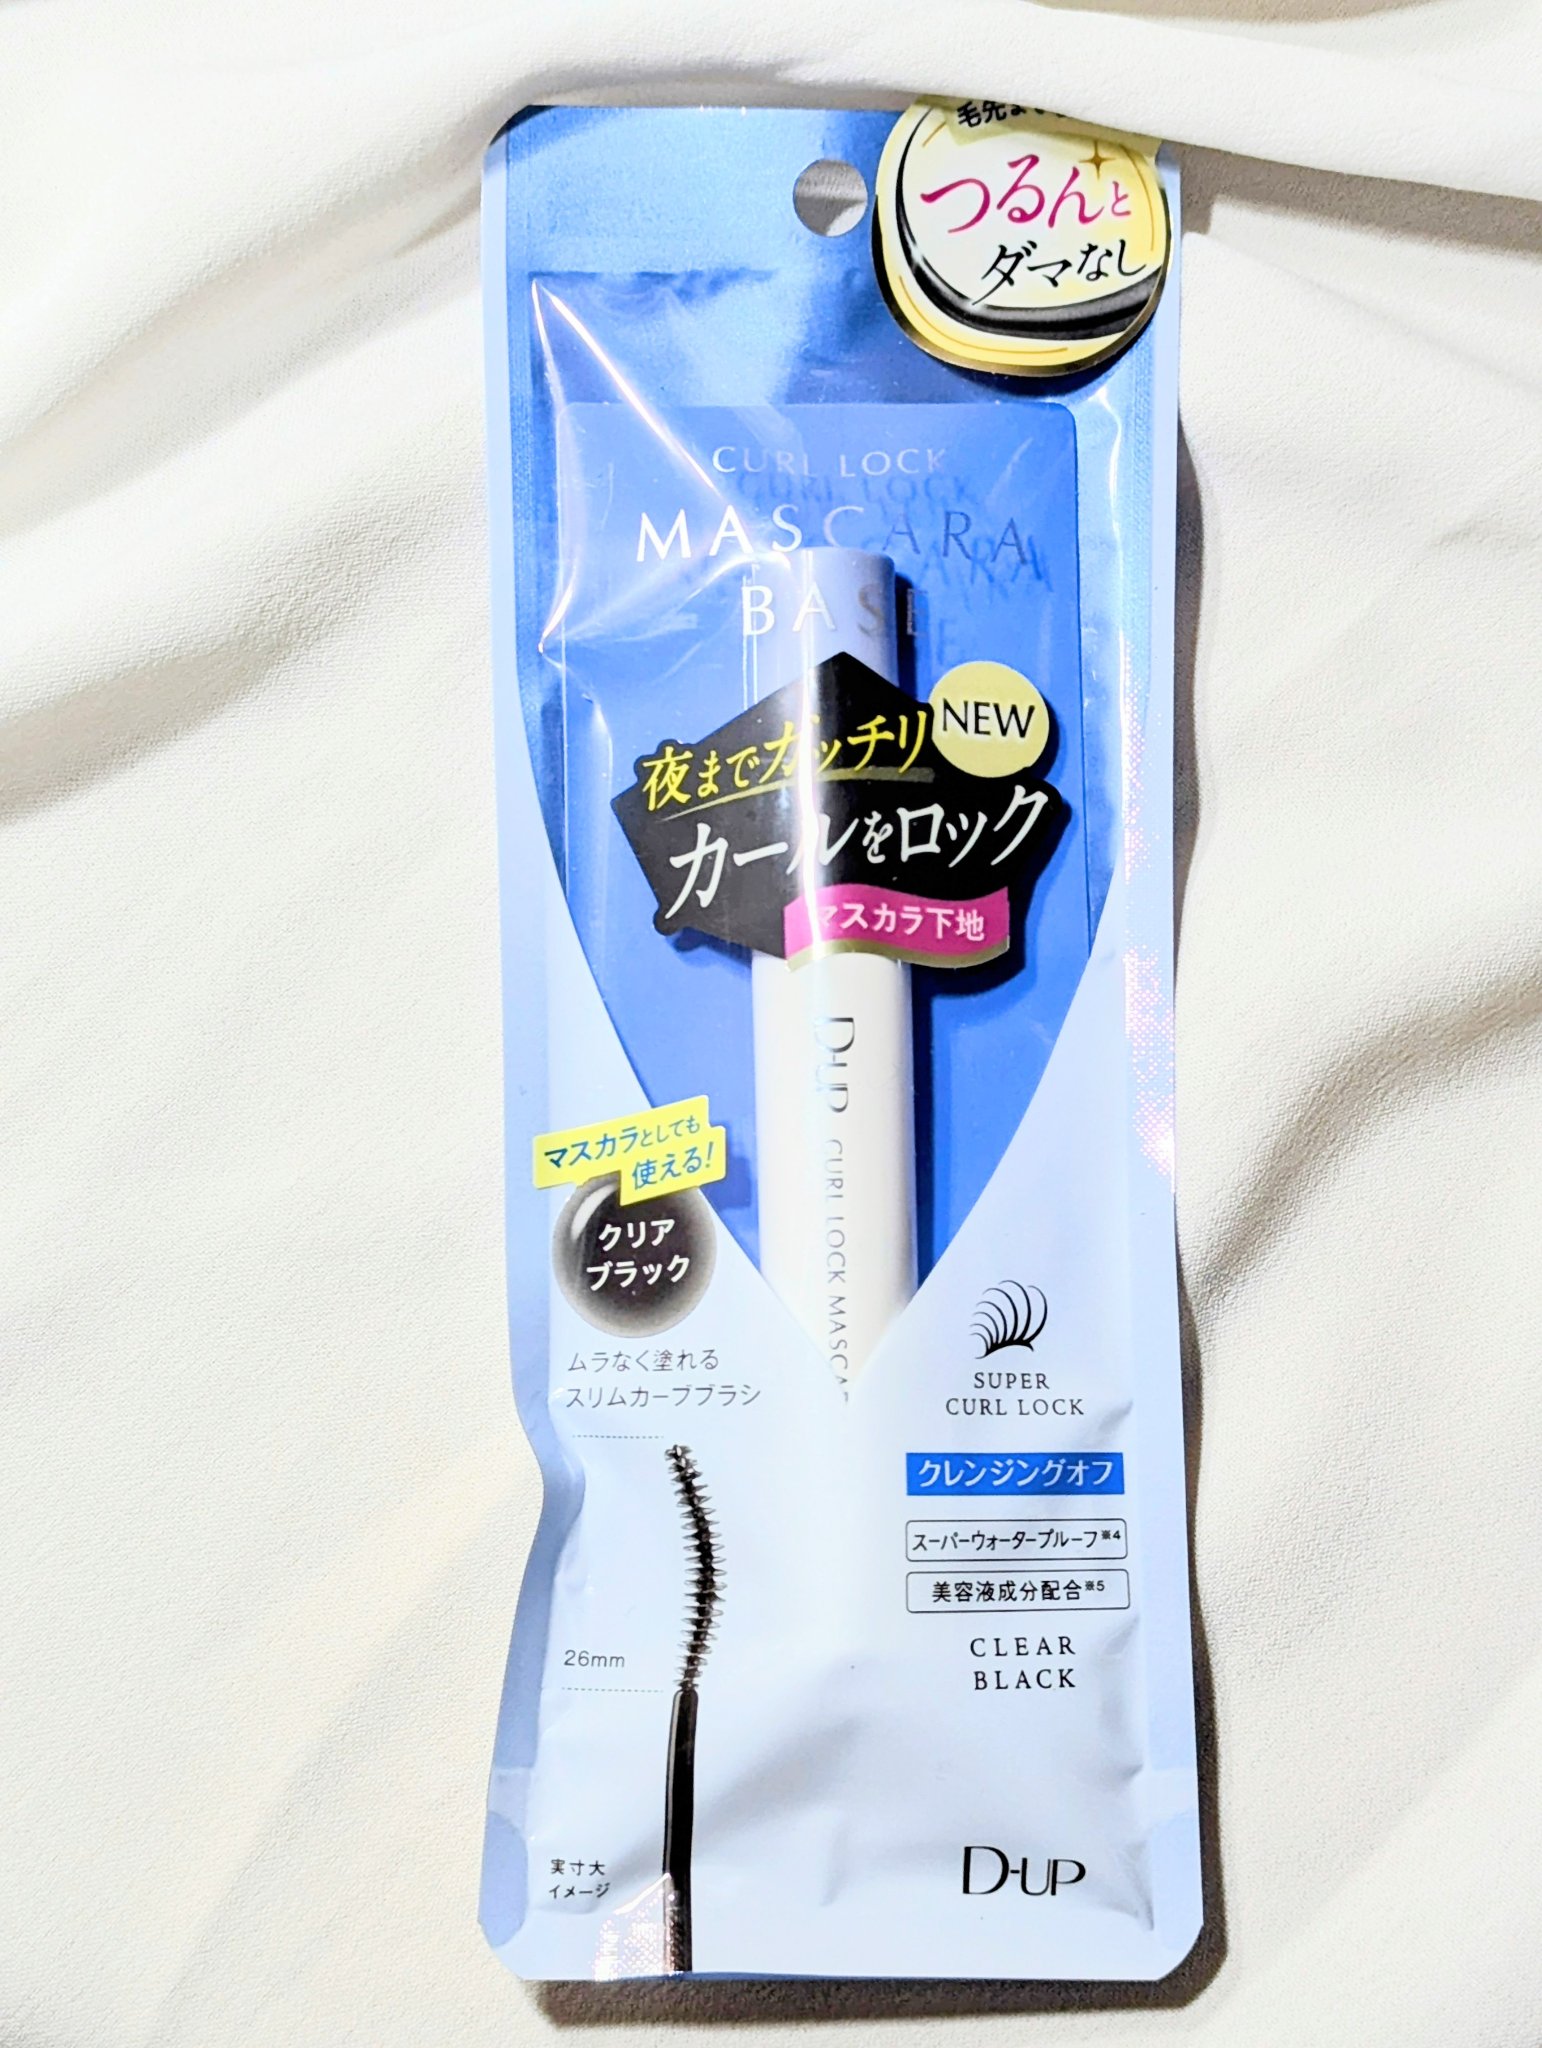 毛先まで
つるんと
ダマなし
CURL LOCK
MASCARA
BASE
NEW
夜までガッチリ
カールをロック
マスカラ下地
D-UP CURL LOCK MASCA
マスカラとしても
使える!
クリア
ブラック
ムラなく塗れる
スリムカーブブラシ
26mm
実寸大
イメージ
SUPER
CURL LOCK
クレンジングオフ
スーパーウォータープルーフ※4
美容液成分配合※5
CLEAR
BLACK
D-UP